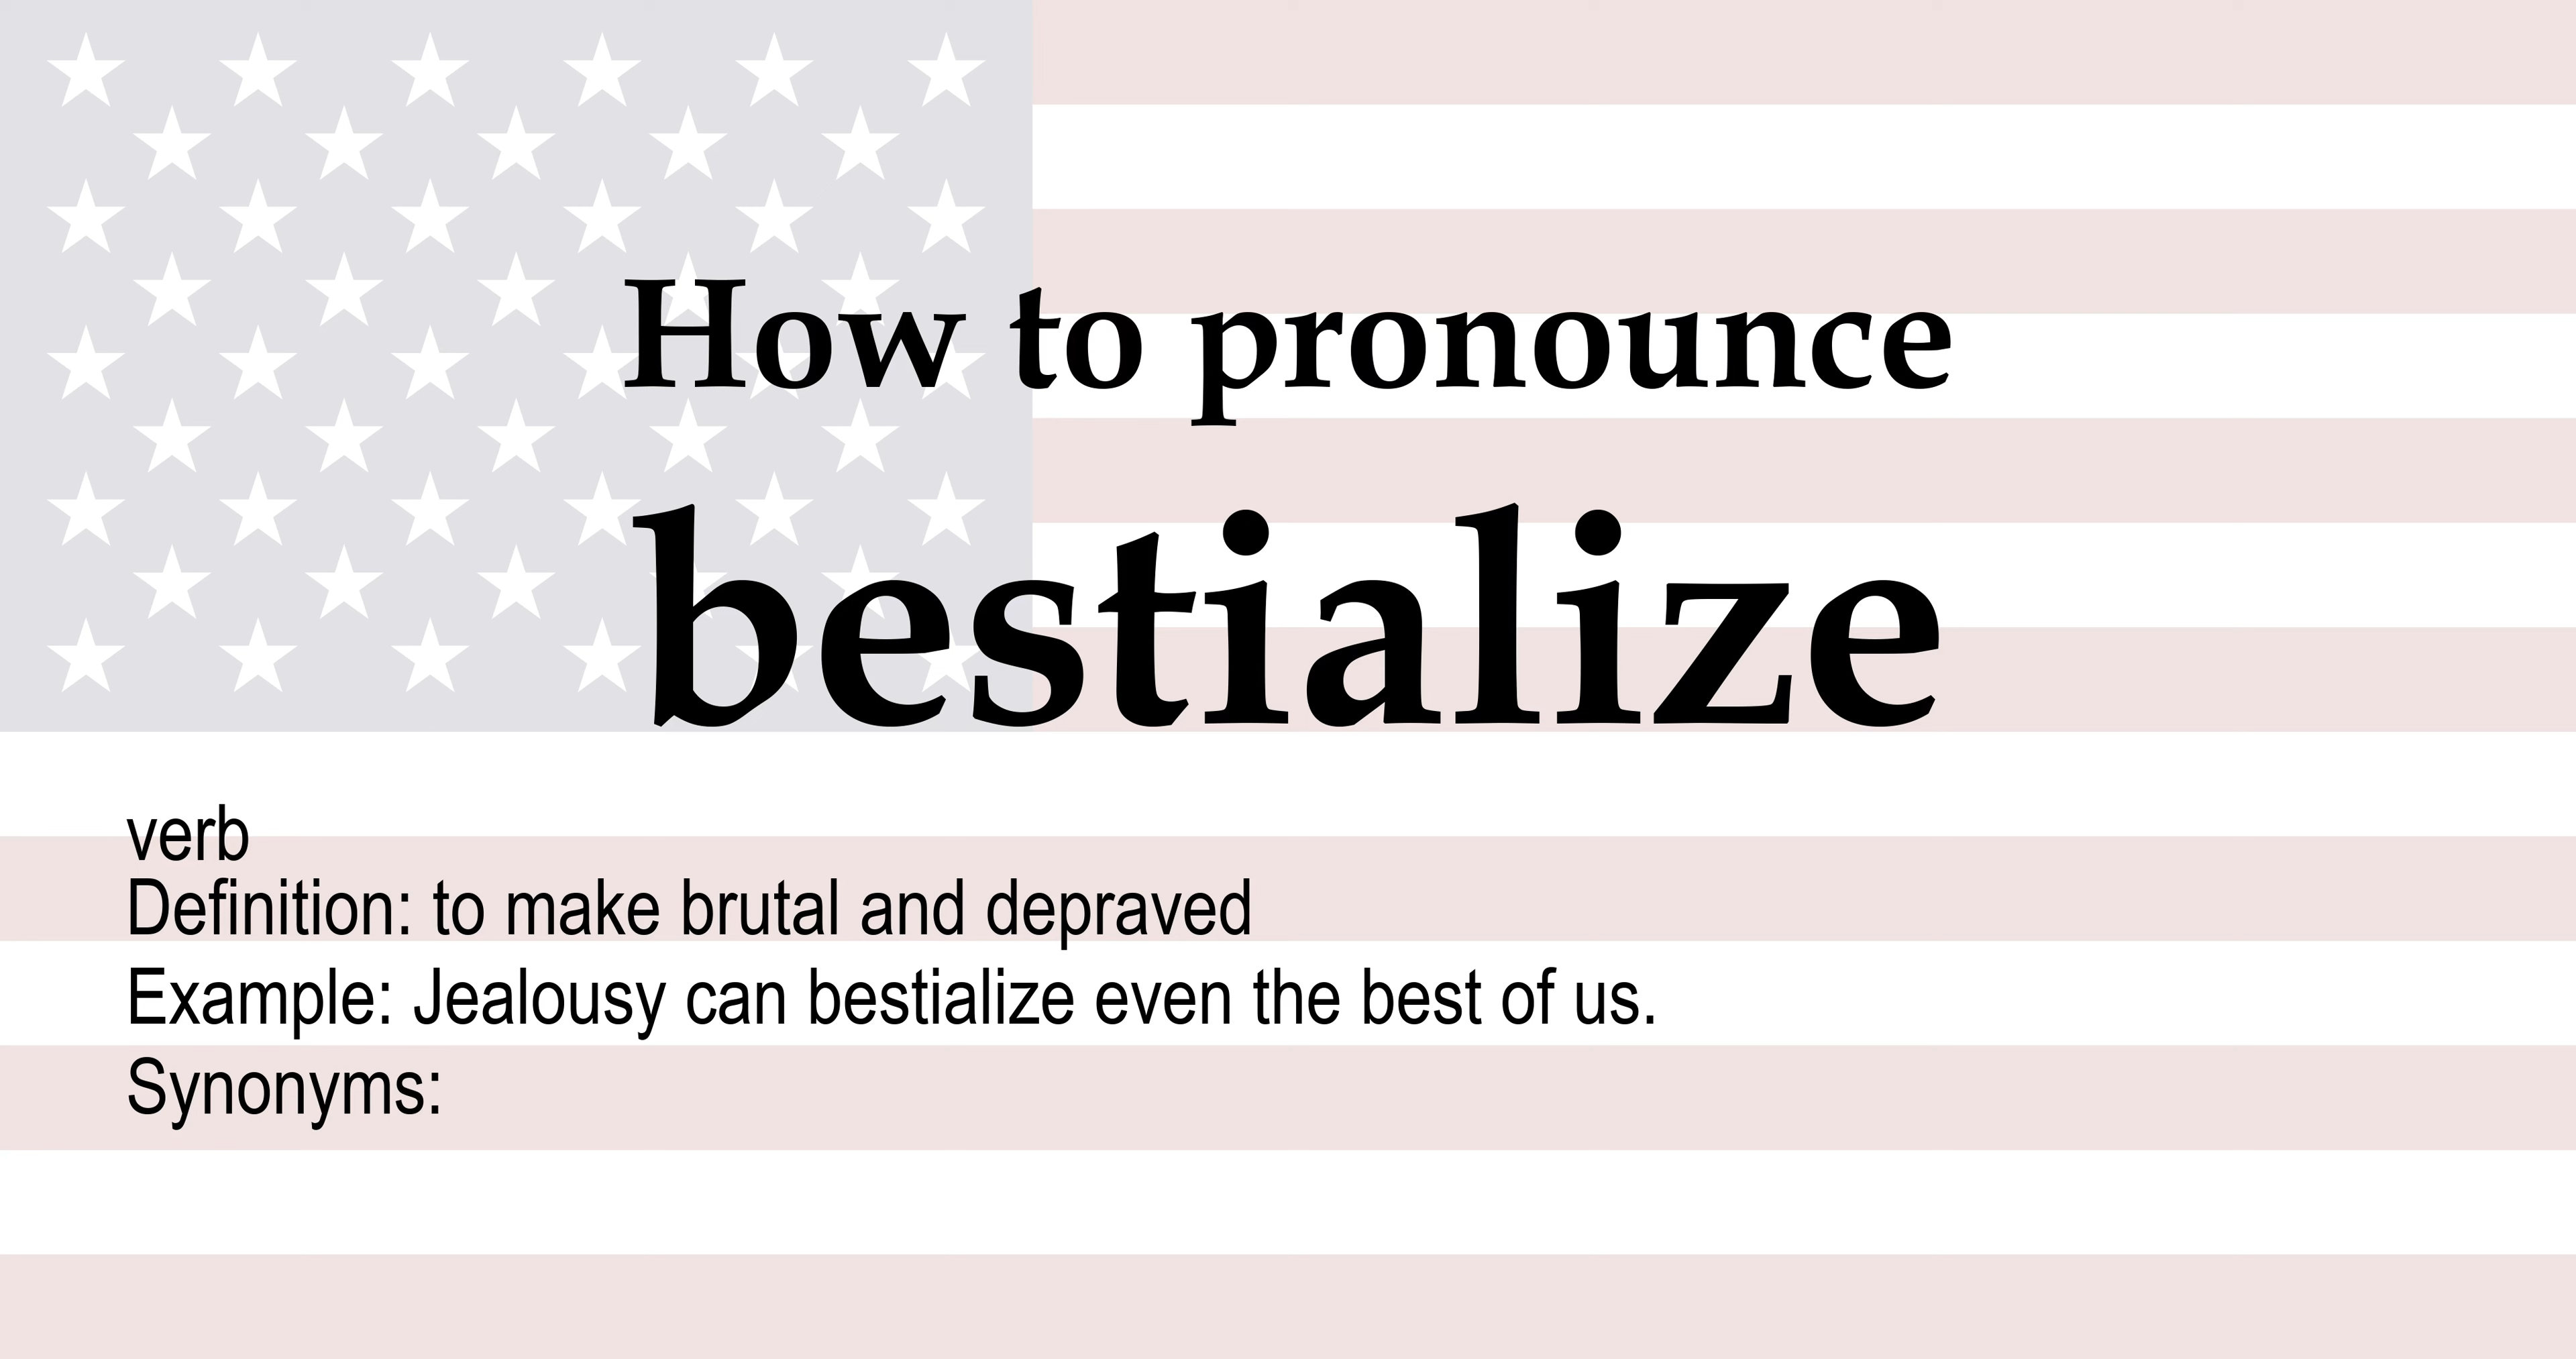 How to pronounce
bestialize
verb
Definition: to make brutal and depraved
Example: Jealousy can bestialize even the best of us.
Synonyms: